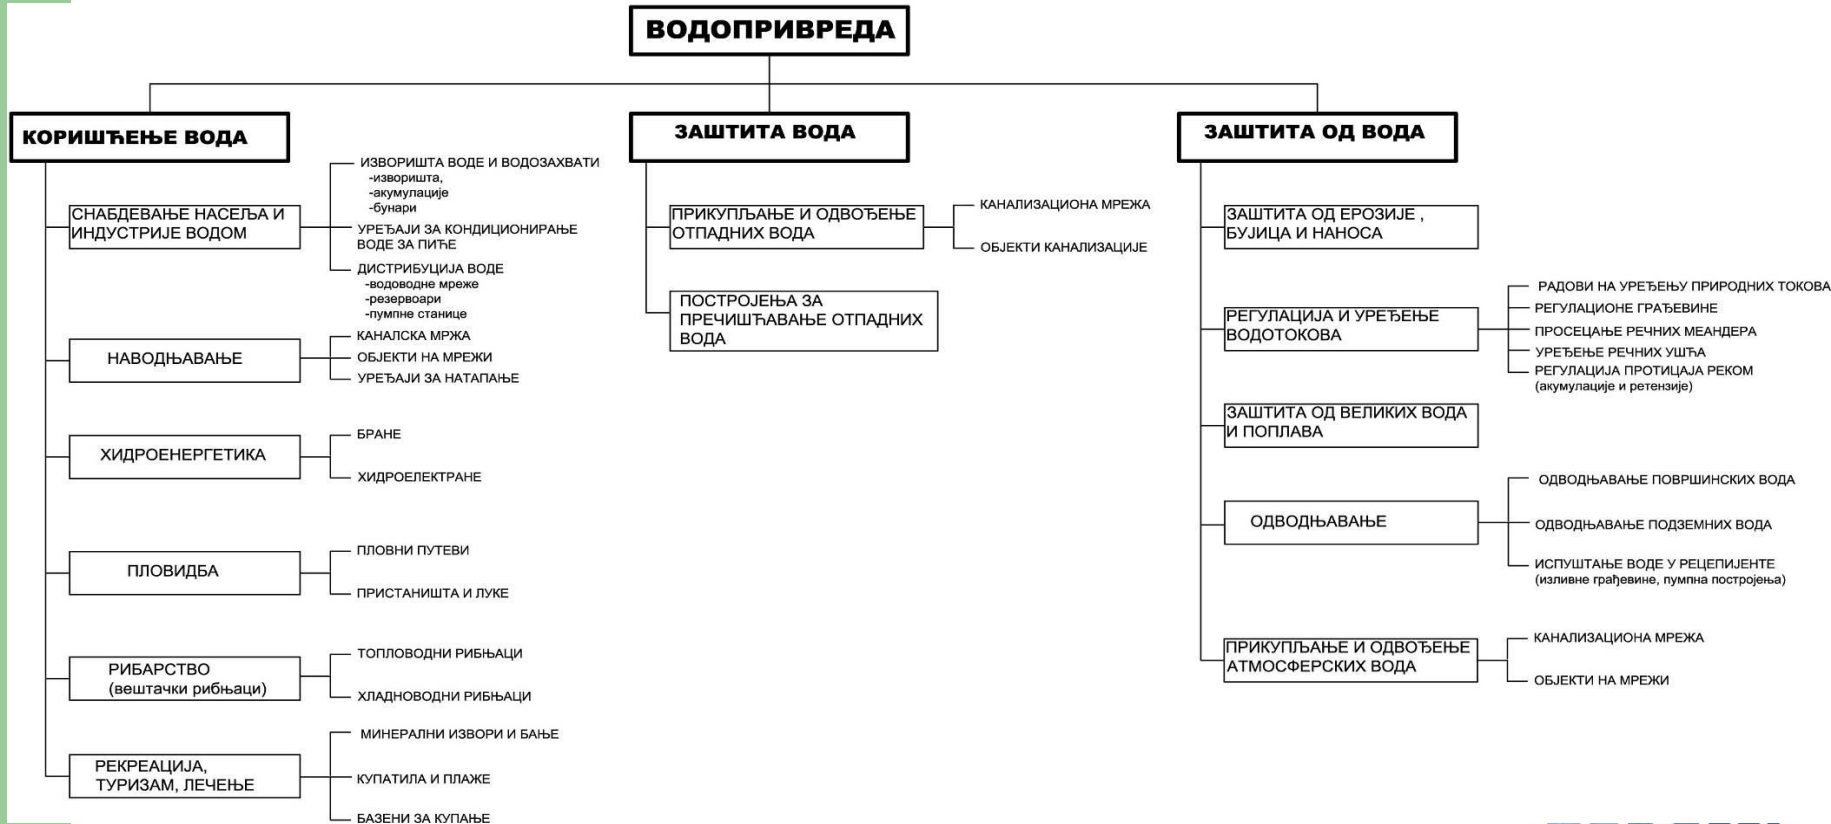 ВОДОПРИВРЕДА
КОРИШЋЕЊЕ ВОДА
СНАБДЕВАЊЕ НАСЕЉА И
ИНДУСТРИЈЕ ВОДОМ
ИЗВОРИШТА ВОДЕ И ВОДОЗАХВАТИ
-изворишта,
-акумулације
-бунари
УРЕЂАЈИ ЗА КОНДИЦИОНИРАЊЕ
ВОДЕ ЗА ПИЋЕ
ДИСТРИБУЦИЈА ВОДЕ
-водоводне мреже
-резервоари
-пумпне станице
НАВОДЊАВАЊЕ
КАНАЛСКА МРЖА
ОБЈЕКТИ НА МРЕЖИ
УРЕЂАЈИ ЗА НАТАПАЊЕ
ХИДРОЕНЕРГЕТИКА
БРАНЕ
ХИДРОЕЛЕКТРАНЕ
ПЛОВИДБА
ПЛОВНИ ПУТЕВИ
ПРИСТАНИШТА И ЛУКЕ
РИБАРСТВО
(вештачки рибњаци)
ТОПЛОВОДНИ РИБЊАЦИ
ХЛАДНОВОДНИ РИБЊАЦИ
РЕКРЕАЦИЈА,
ТУРИЗАМ, ЛЕЧЕЊЕ
МИНЕРАЛНИ ИЗВОРИ И БАЊЕ
КУПАТИЛА И ПЛАЖЕ
БАЗЕНИ ЗА КУПАЊЕ
ЗАШТИТА ВОДА
ПРИКУПЉАЊЕ И ОДВОЂЕЊЕ
ОТПАДНИХ ВОДА
КАНАЛИЗАЦИОНА МРЕЖА
ОБЈЕКТИ КАНАЛИЗАЦИЈЕ
ПОСТРОЈЕЊА ЗА
ПРЕЧИШЋАВАЊЕ ОТПАДНИХ
ВОДА
ЗАШТИТА ОД ВОДА
ЗАШТИТА ОД ЕРОЗИЈЕ ,
БУЈИЦА И НАНОСА
РЕГУЛАЦИЈА И УРЕЂЕЊЕ
ВОДОТОКОВА
РАДОВИ НА УРЕЂЕЊУ ПРИРОДНИХ ТОКОВА
РЕГУЛАЦИОНЕ ГРАЂЕВИНЕ
ПРОСЕЦАЊЕ РЕЧНИХ МЕАНДЕРА
УРЕЂЕЊЕ РЕЧНИХ УШЋА
РЕГУЛАЦИЈА ПРОТИЦАЈА РЕКОМ
(акумулације и ретензије)
ЗАШТИТА ОД ВЕЛИКИХ ВОДА
И ПОПЛАВА
ОДВОДЊАВАЊЕ
ОДВОДЊАВАЊЕ ПОВРШИНСКИХ ВОДА
ОДВОДЊАВАЊЕ ПОДЗЕМНИХ ВОДА
ИСПУШТАЊЕ ВОДЕ У РЕЦЕПИЈЕНТЕ
(изливне грађевине, пумпна постројења)
ПРИКУПЉАЊЕ И ОДВОЂЕЊЕ
АТМОСФЕРСКИХ ВОДА
КАНАЛИЗАЦИОНА МРЕЖА
ОБЈЕКТИ НА МРЕЖИ